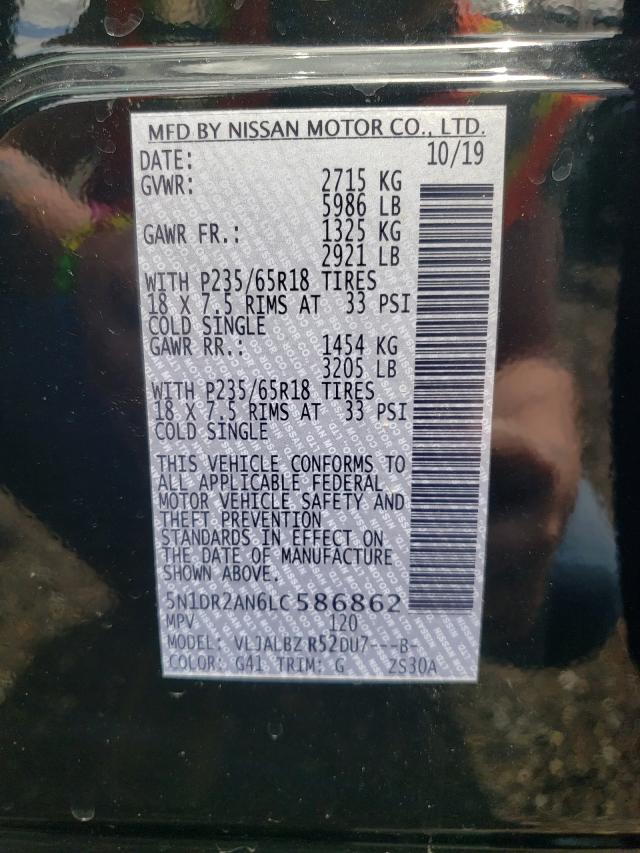 MFD BY NISSAN MOTOR CO., LTD.
DATE: 10/19
GVWR: 2715 KG
5986 LB
GAWR FR.: 1325 KG
2921 LB
WITH P235/65R18 TIRES
18 X 7.5 RIMS AT 33 PSI
COLD SINGLE
GAWR RR.: 1454 KG
3205 LB
WITH P235/65R18 TIRES
18 X 7.5 RIMS AT 33 PSI
COLD SINGLE
THIS VEHICLE CONFORMS TO
ALL APPLICABLE FEDERAL
MOTOR VEHICLE SAFETY AND
THEFT PREVENTION
STANDARDS IN EFFECT ON
THE DATE OF MANUFACTURE
SHOWN ABOVE.
5N1DR2AN6LC586862
MPV 120
MODEL: VLJALBZ R52DU7---B-
COLOR: G41 TRIM: G ZS30A